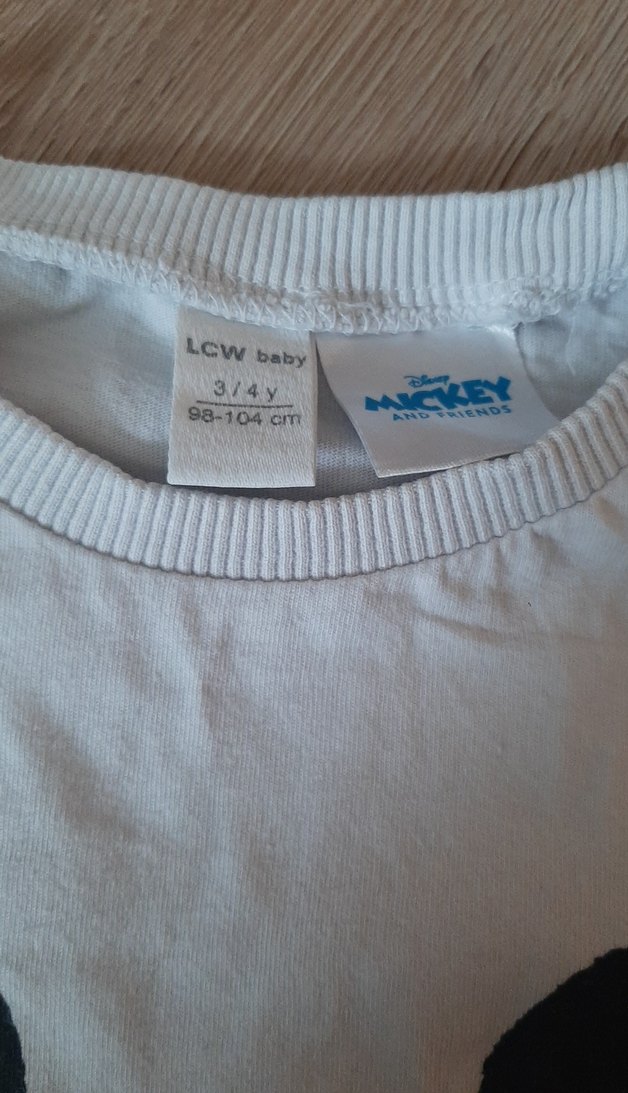 LCW baby
3/4 y
98-104 cm
Disney
MICKEY
AND FRIENDS